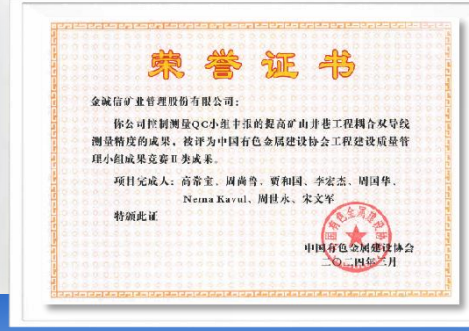 荣誉证书
金诚信矿业管理股份有限公司:
你公司控制测量QC小组申报的提高矿山井巷工程耦合双导线
测量精度的成果,被评为中国有色金属建设协会工程建设质量管
理小组成果竞赛Ⅱ类成果。
项目完成人:高常宝、周尚鲁、贾和国、李宏杰、周国华、
Nema Kavul、周世永、宋文军
特颁此证
中国有色金属建设协会
二〇二四年三月